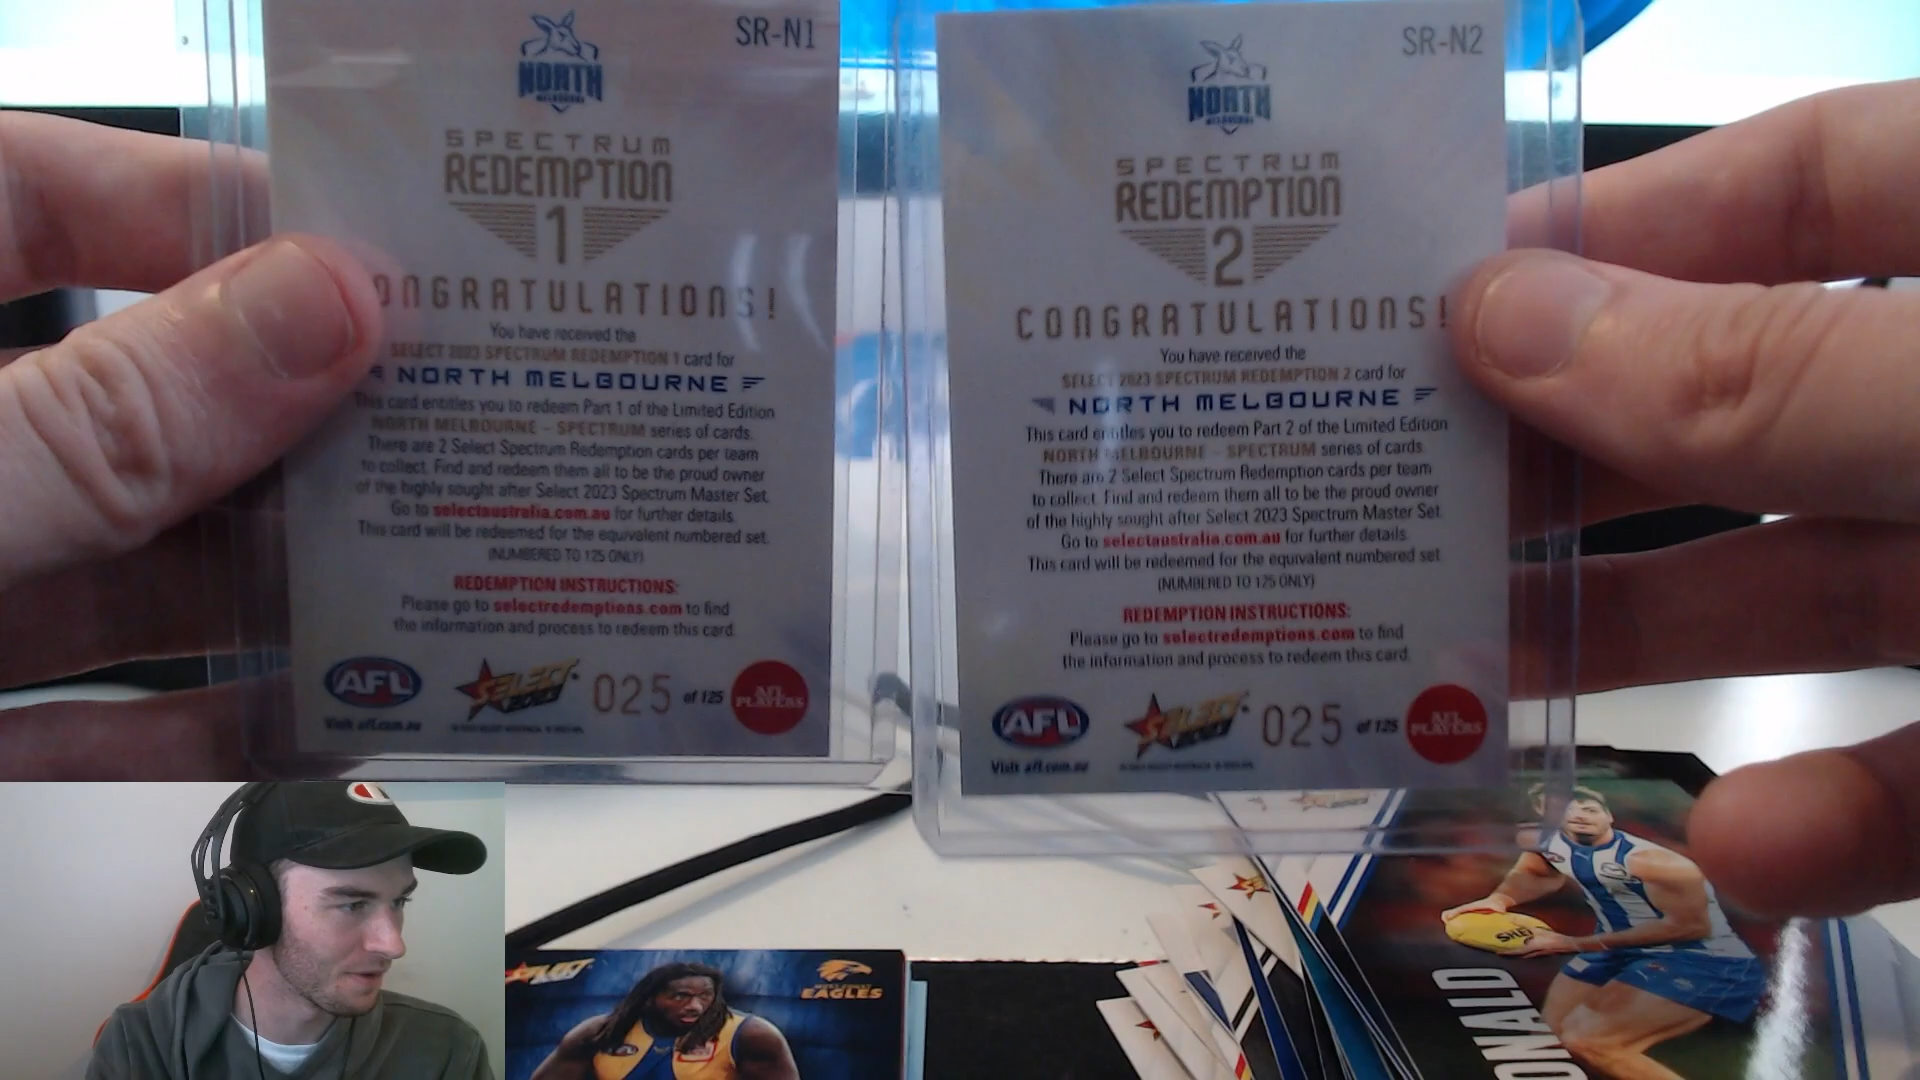 SR-N1
NORTH
MELBOURNE
SPECTRUM
REDEMPTION
1
ONGRATULATIONS!
You have received the
SELECT 2023 SPECTRUM REDEMPTION 1 card for
NORTH MELBOURNE
This card entitles you to redeem Part 1 of the Limited Edition
NORTH MELBOURNE - SPECTRUM series of cards.
There are 2 Select Spectrum Redemption cards per team
to collect. Find and redeem them all to be the proud owner
of the highly sought after Select 2023 Spectrum Master Set.
Go to selectaustralia.com.au for further details.
This card will be redeemed for the equivalent numbered set.
(NUMBERED TO 125 ONLY)
REDEMPTION INSTRUCTIONS:
Please go to selectredemptions.com to find
the information and process to redeem this card.
AFL
Visit afl.com.au
SELECT
2023
025 of 125
AFL
PLAYERS
SR-N2
NORTH
MELBOURNE
SPECTRUM
REDEMPTION
2
CONGRATULATIONS!
You have received the
SELECT 2023 SPECTRUM REDEMPTION 2 card for
NORTH MELBOURNE
This card entitles you to redeem Part 2 of the Limited Edition
NORTH MELBOURNE - SPECTRUM series of cards.
There are 2 Select Spectrum Redemption cards per team
to collect. Find and redeem them all to be the proud owner
of the highly sought after Select 2023 Spectrum Master Set.
Go to selectaustralia.com.au for further details.
This card will be redeemed for the equivalent numbered set.
(NUMBERED TO 125 ONLY)
REDEMPTION INSTRUCTIONS:
Please go to selectredemptions.com to find
the information and process to redeem this card.
AFL
Visit afl.com.au
SELECT
2023
025 of 125
AFL
PLAYERS
SELECT
WEST COAST
EAGLES
SHE
ONALD